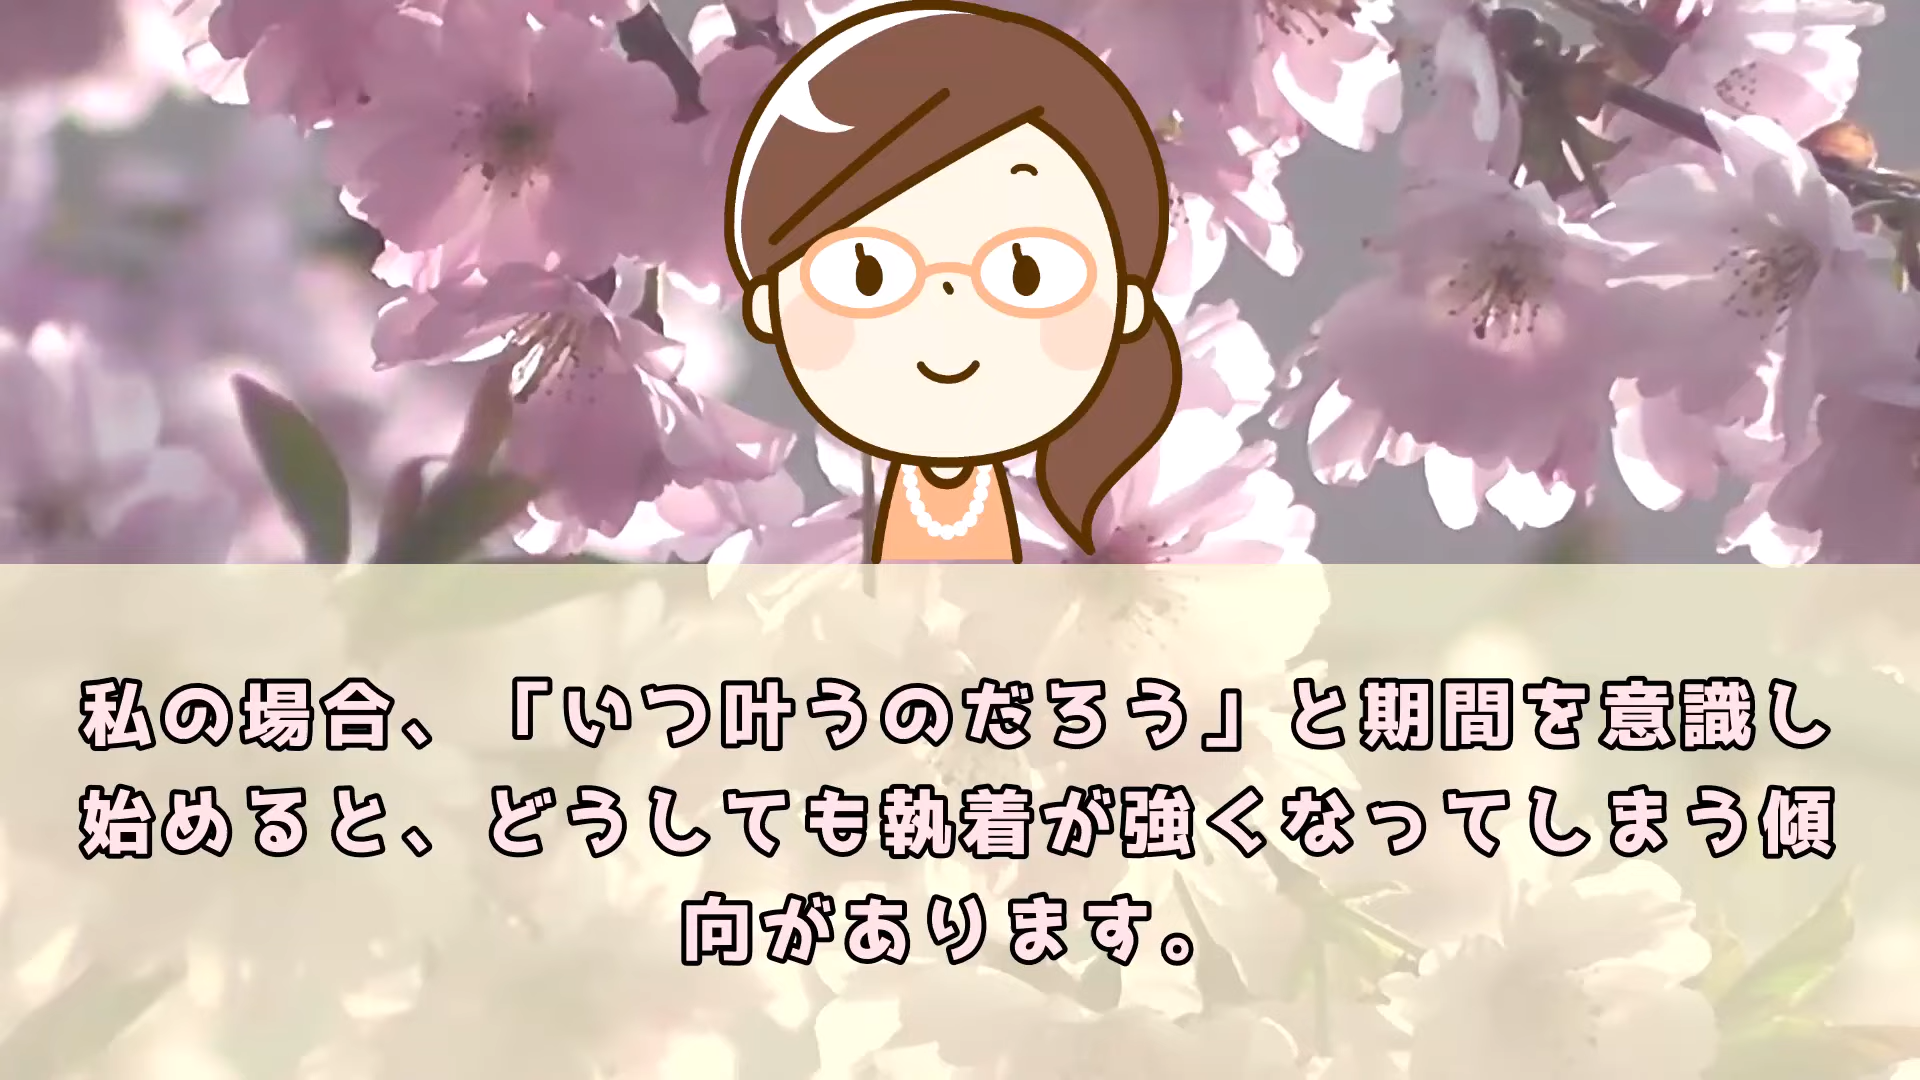 私の場合、「いつ叶うのだろう」と期間を意識し
始めると、どうしても執着が強くなってしまう傾
向があります。